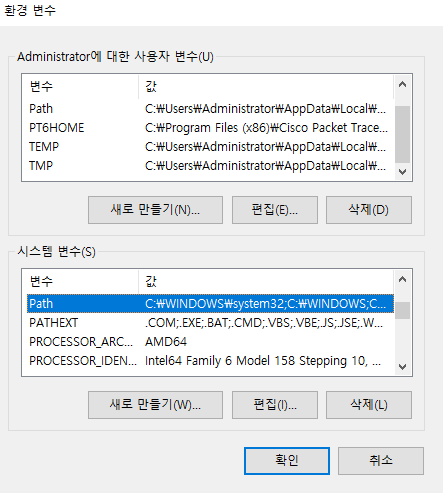 환경 변수
Administrator에 대한 사용자 변수(U)
변수 값
Path C:₩Users₩Administrator₩AppData₩Local₩...
PT6HOME C:₩Program Files (x86)₩Cisco Packet Trace...
TEMP C:₩Users₩Administrator₩AppData₩Local₩...
TMP C:₩Users₩Administrator₩AppData₩Local₩...
새로 만들기(N)... 편집(E)... 삭제(D)
시스템 변수(S)
변수 값
Path C:₩WINDOWS₩system32;C:₩WINDOWS;C...
PATHEXT .COM;.EXE;.BAT;.CMD;.VBS;.VBE;.JS;.JSE;.W...
PROCESSOR_ARC... AMD64
PROCESSOR_IDEN... Intel64 Family 6 Model 158 Stepping 10, ...
새로 만들기(W)... 편집(I)... 삭제(L)
확인 취소